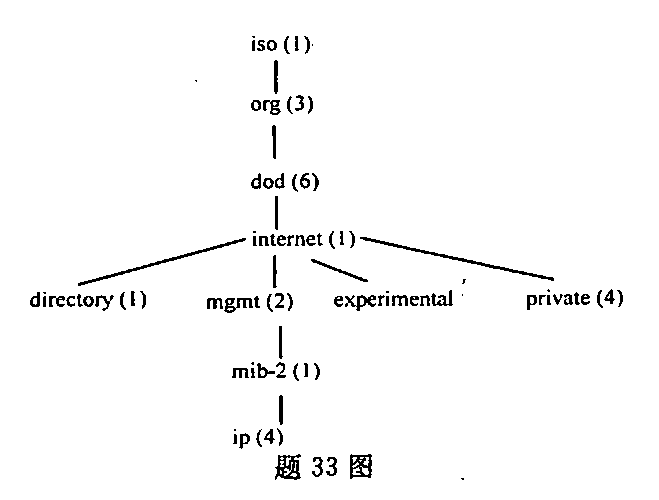 iso (1)
org (3)
dod (6)
internet (1)
directory (1) mgmt (2) experimental private (4)
mib-2 (1)
ip (4)
题 33 图